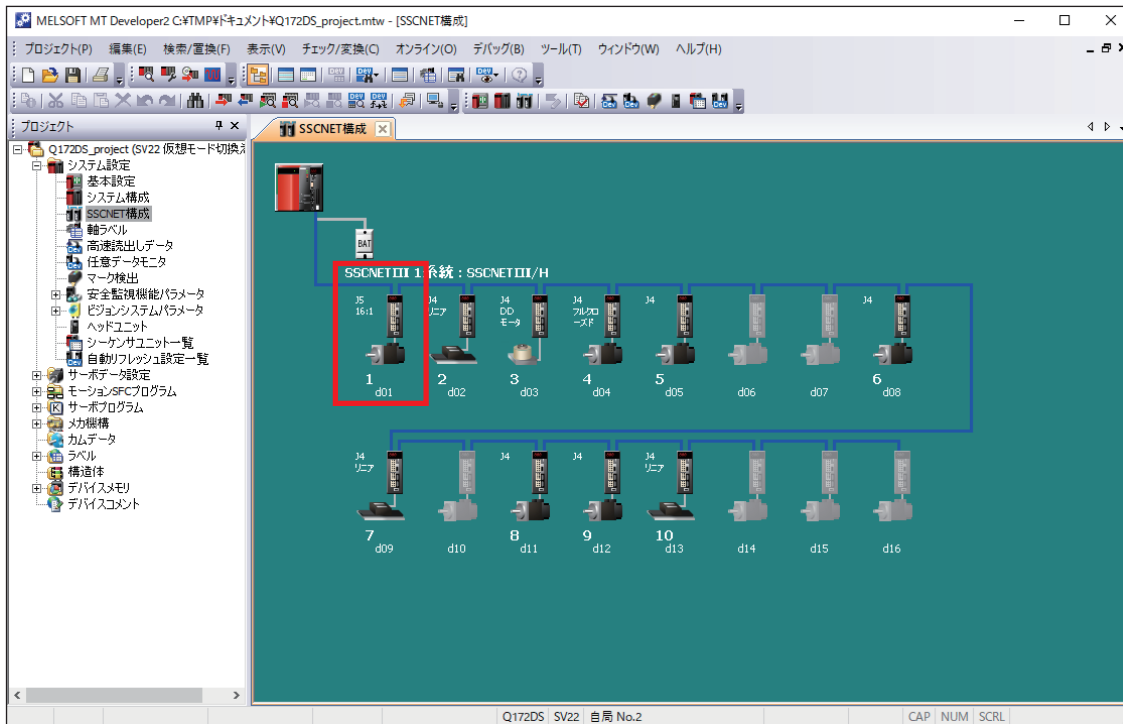 MELSOFT MT Developer2 C:¥TMP¥ドキュメント¥Q172DS_project.mtw - [SSCNET構成]
プロジェクト(P) 編集(E) 検索/置換(F) 表示(V) チェック/変換(C) オンライン(O) デバッグ(B) ツール(T) ウィンドウ(W) ヘルプ(H)
プロジェクト
SSCNET構成
Q172DS_project (SV22 仮想モード切換え
システム設定
基本設定
システム構成
SSCNET構成
軸ラベル
高速読出しデータ
任意データモニタ
マーク検出
安全監視機能パラメータ
ビジョンシステムパラメータ
ヘッドユニット
シーケンサユニット一覧
自動リフレッシュ設定一覧
サーボデータ設定
モーションSFCプログラム
サーボプログラム
メカ機構
カムデータ
ラベル
構造体
デバイスメモリ
デバイスコメント
BAT
SSCNETIII 1系統 : SSCNETIII/H
J5 16:1
J4 リニア
J4 DD モータ
J4 フルクローズド
J4
J4
1 2 3 4 5 6
d01 d02 d03 d04 d05 d06 d07 d08
J4 リニア
J4
J4
J4 リニア
7 8 9 10
d09 d10 d11 d12 d13 d14 d15 d16
Q172DS SV22 自局 No.2 CAP NUM SCRL